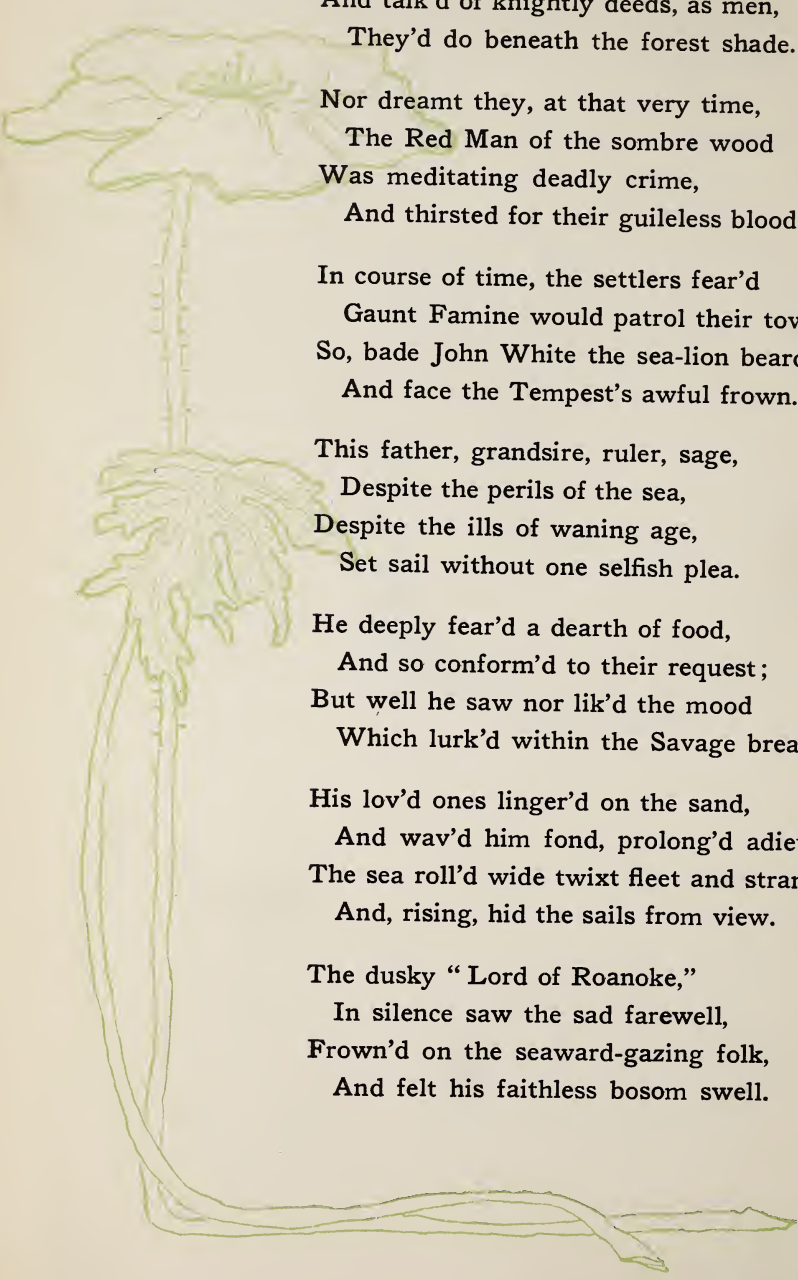 And talk'd of knightly deeds, as men,
They'd do beneath the forest shade.
Nor dreamt they, at that very time,
The Red Man of the sombre wood
Was meditating deadly crime,
And thirsted for their guileless blood
In course of time, the settlers fear'd
Gaunt Famine would patrol their
So, bade John White the sea-lion
And face the Tempest's awful frown.
This father, grandsire, ruler, sage,
Despite the perils of the sea,
Despite the ills of waning age,
Set sail without one selfish plea.
He deeply fear'd a dearth of food,
And so conform'd to their request;
But well he saw nor lik'd the mood
Which lurk'd within the Savage
His lov'd ones linger'd on the sand,
And wav'd him fond, prolong'd
The sea roll'd wide twixt fleet and
And, rising, hid the sails from view.
The dusky “Lord of Roanoke,”
In silence saw the sad farewell,
Frown'd on the seaward-gazing folk,
And felt his faithless bosom swell.